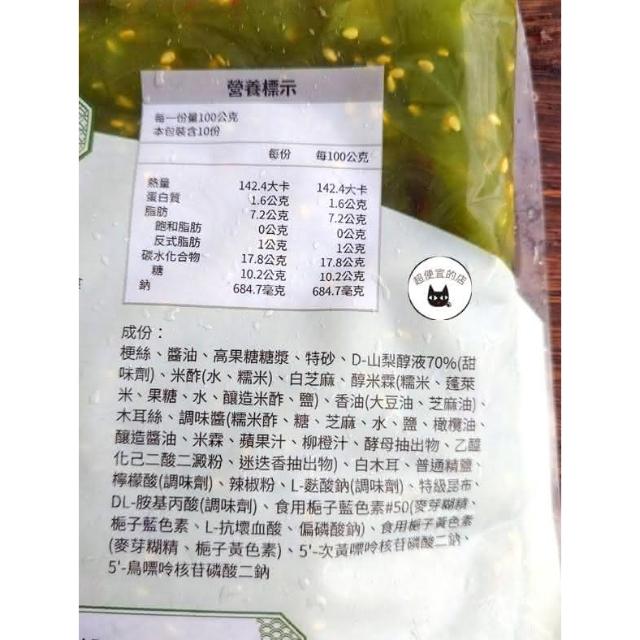 營養標示
每一份量100公克
本包裝含10份
每份 每100公克
熱量 142.4大卡 142.4大卡
蛋白質 1.6公克 1.6公克
脂肪 7.2公克 7.2公克
飽和脂肪 0公克 0公克
反式脂肪 1公克 1公克
碳水化合物 17.8公克 17.8公克
糖 10.2公克 10.2公克
鈉 684.7毫克 684.7毫克
超便宜的店
成份：
梗絲、醬油、高果糖糖漿、特砂、D-山梨醇液70%(甜
味劑)、米酢(水、糯米)、白芝麻、醇米霖(糯米、蓬萊
米、果糖、水、釀造米酢、鹽)、香油(大豆油、芝麻油)、
木耳絲、調味醬(糯米酢、糖、芝麻、水、鹽、橄欖油、
釀造醬油、米霖、蘋果汁、柳橙汁、酵母抽出物、乙醯
化己二酸二澱粉、迷迭香抽出物)、白木耳、普通精鹽、
檸檬酸(調味劑)、辣椒粉、L-麩酸鈉(調味劑)、特級昆布、
DL-胺基丙酸(調味劑)、食用梔子藍色素#50(麥芽糊精、
梔子藍色素、L-抗壞血酸、偏磷酸鈉)、食用梔子黃色素
(麥芽糊精、梔子黃色素)、5'-次黃嘌呤核苷磷酸二鈉、
5'-鳥嘌呤核苷磷酸二鈉